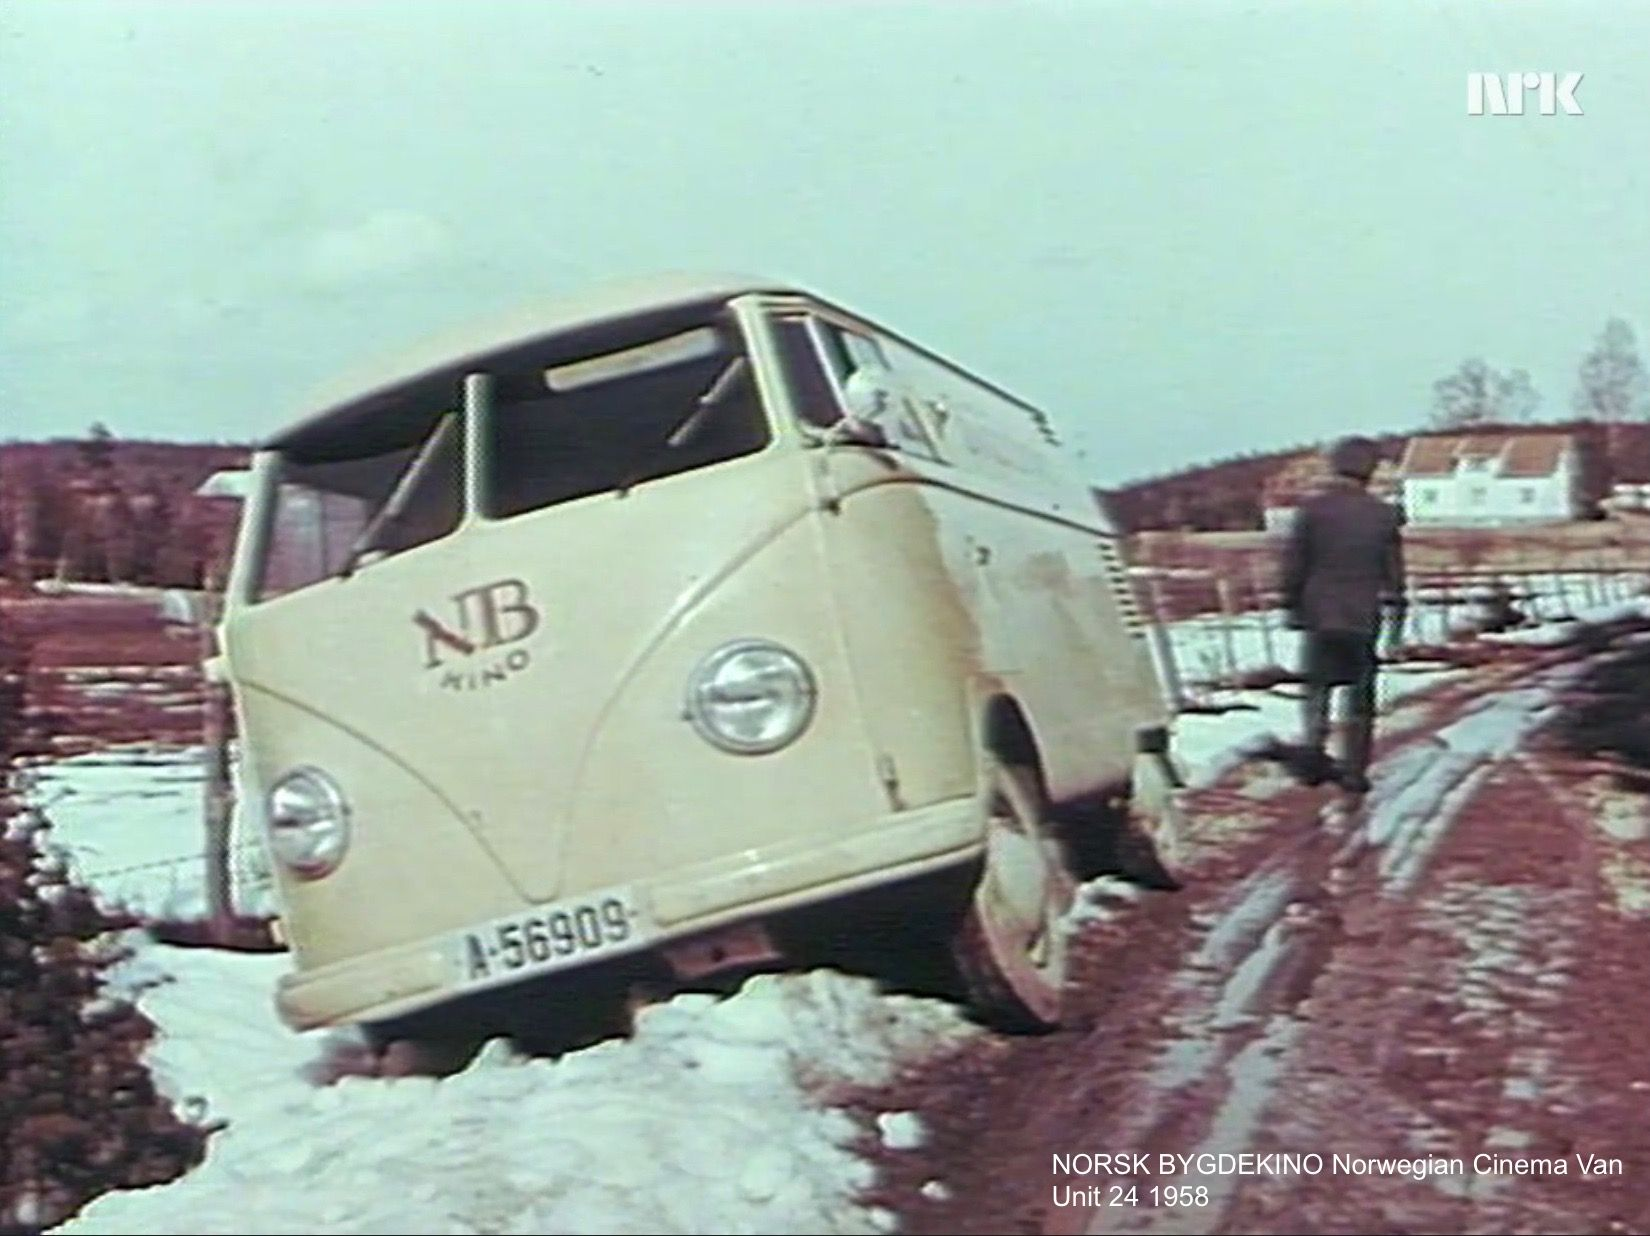 NRK
NB
KINO
A-56909
NORSK BYGDEKINO Norwegian Cinema Van
Unit 24 1958